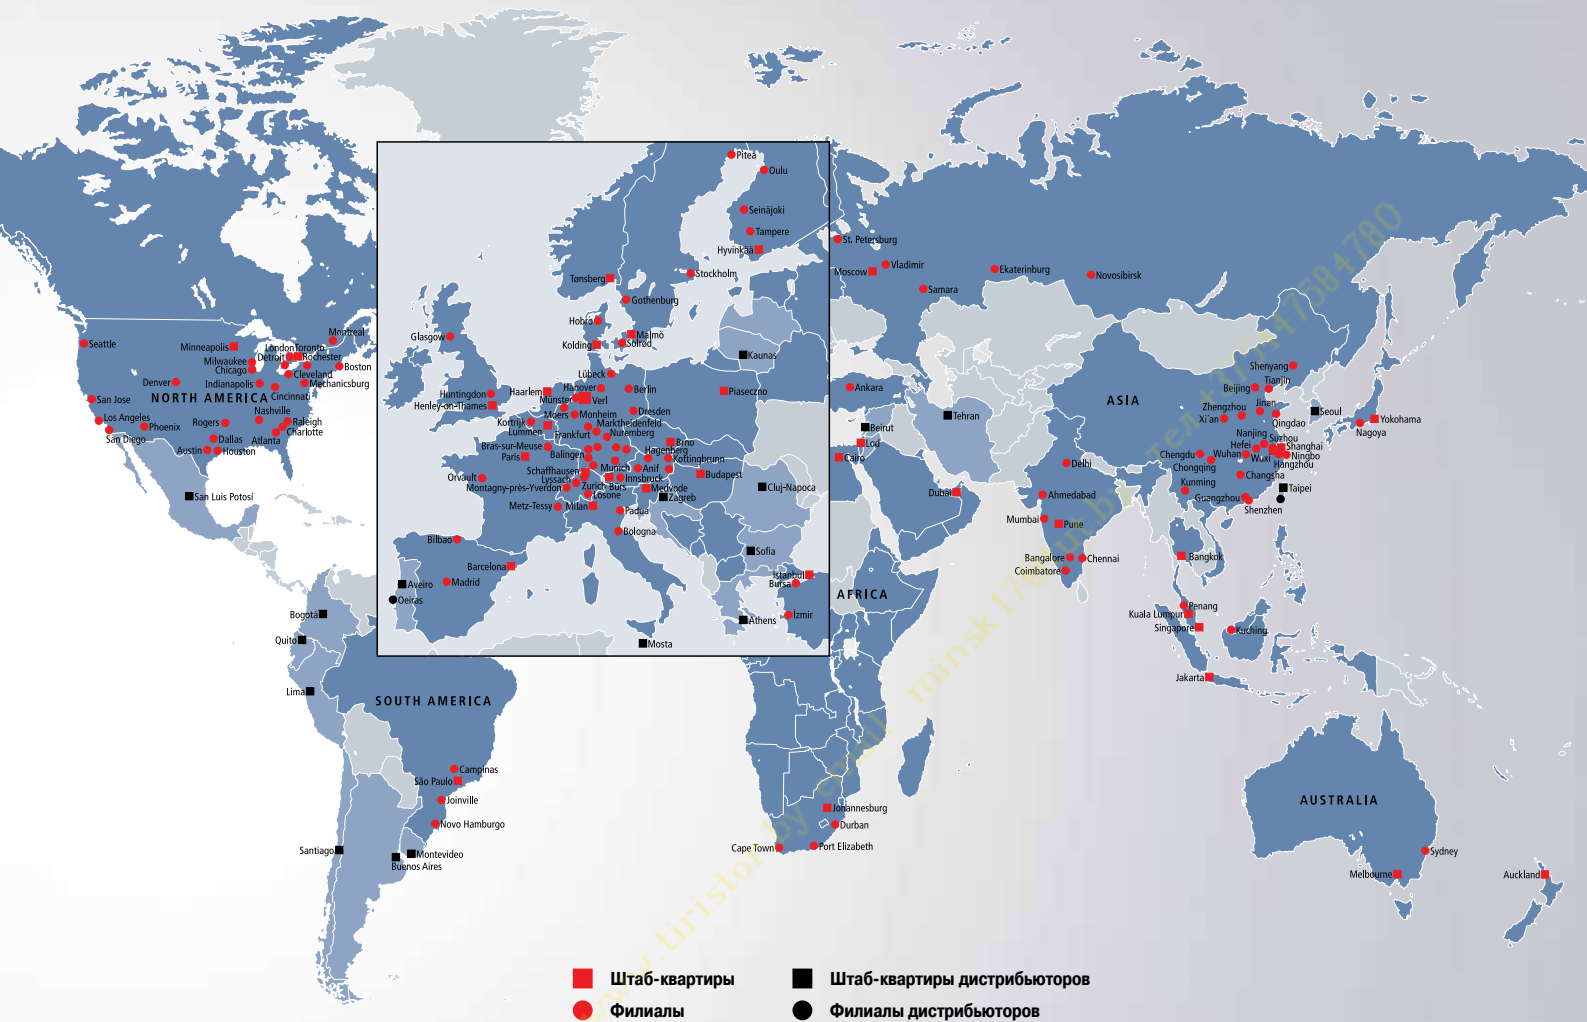 Piteå
Oulu
Seinäjoki
Tampere
Hyvinkää
Stockholm
Tønsberg
Gothenburg
Hobro
Malmö
Kolding
Solrod
Glasgow
Kaunas
Lübeck
Huntingdon
Haarlem
Hanover
Berlin
Piaseczno
Henley-on-Thames
Münster
Verl
Moers
Dresden
Kortrijk
Monheim
Lummen
Marktheidenfeld
Frankfurt
Nuremberg
Bras-sur-Meuse
Brno
Paris
Balingen
Hagenberg
Kottingbrunn
Schaffhausen
Munich
Anif
Budapest
Orvault
Lyssach
Innsbruck
Montagny-près-Yverdon
Zurich
Bürs
Medvode
Cluj-Napoca
Losone
Zagreb
Metz-Tessy
Milan
Padua
Bologna
Bilbao
Sofia
Barcelona
Istanbul
Madrid
Bursa
Aveiro
Oeiras
İzmir
Athens
Mosta
Montreal
Seattle
Minneapolis
London
Toronto
Milwaukee
Detroit
Rochester
Chicago
Boston
Cleveland
Denver
Indianapolis
Mechanicsburg
Cincinnati
NORTH AMERICA
San Jose
Los Angeles
Nashville
Phoenix
Rogers
Raleigh
San Diego
Charlotte
Dallas
Atlanta
Austin
Houston
San Luis Potosí
Bogotá
Quito
Lima
SOUTH AMERICA
Campinas
São Paulo
Joinville
Novo Hamburgo
Santiago
Montevideo
Buenos Aires
St. Petersburg
Moscow
Vladimir
Ekaterinburg
Novosibirsk
Samara
Ankara
Tehran
Beirut
Lod
Cairo
Dubai
AFRICA
Johannesburg
Durban
Cape Town
Port Elizabeth
ASIA
Shenyang
Beijing
Tianjin
Zhengzhou
Jinan
Seoul
Xi'an
Qingdao
Yokohama
Nagoya
Nanjing
Suzhou
Hefei
Shanghai
Chengdu
Wuhan
Wuxi
Ningbo
Hangzhou
Chongqing
Changsha
Kunming
Taipei
Guangzhou
Shenzhen
Delhi
Ahmedabad
Mumbai
Pune
Bangalore
Chennai
Coimbatore
Bangkok
Penang
Kuala Lumpur
Singapore
Kuching
Jakarta
AUSTRALIA
Sydney
Melbourne
Auckland
Штаб-квартиры
Штаб-квартиры дистрибьюторов
Филиалы
Филиалы дистрибьюторов